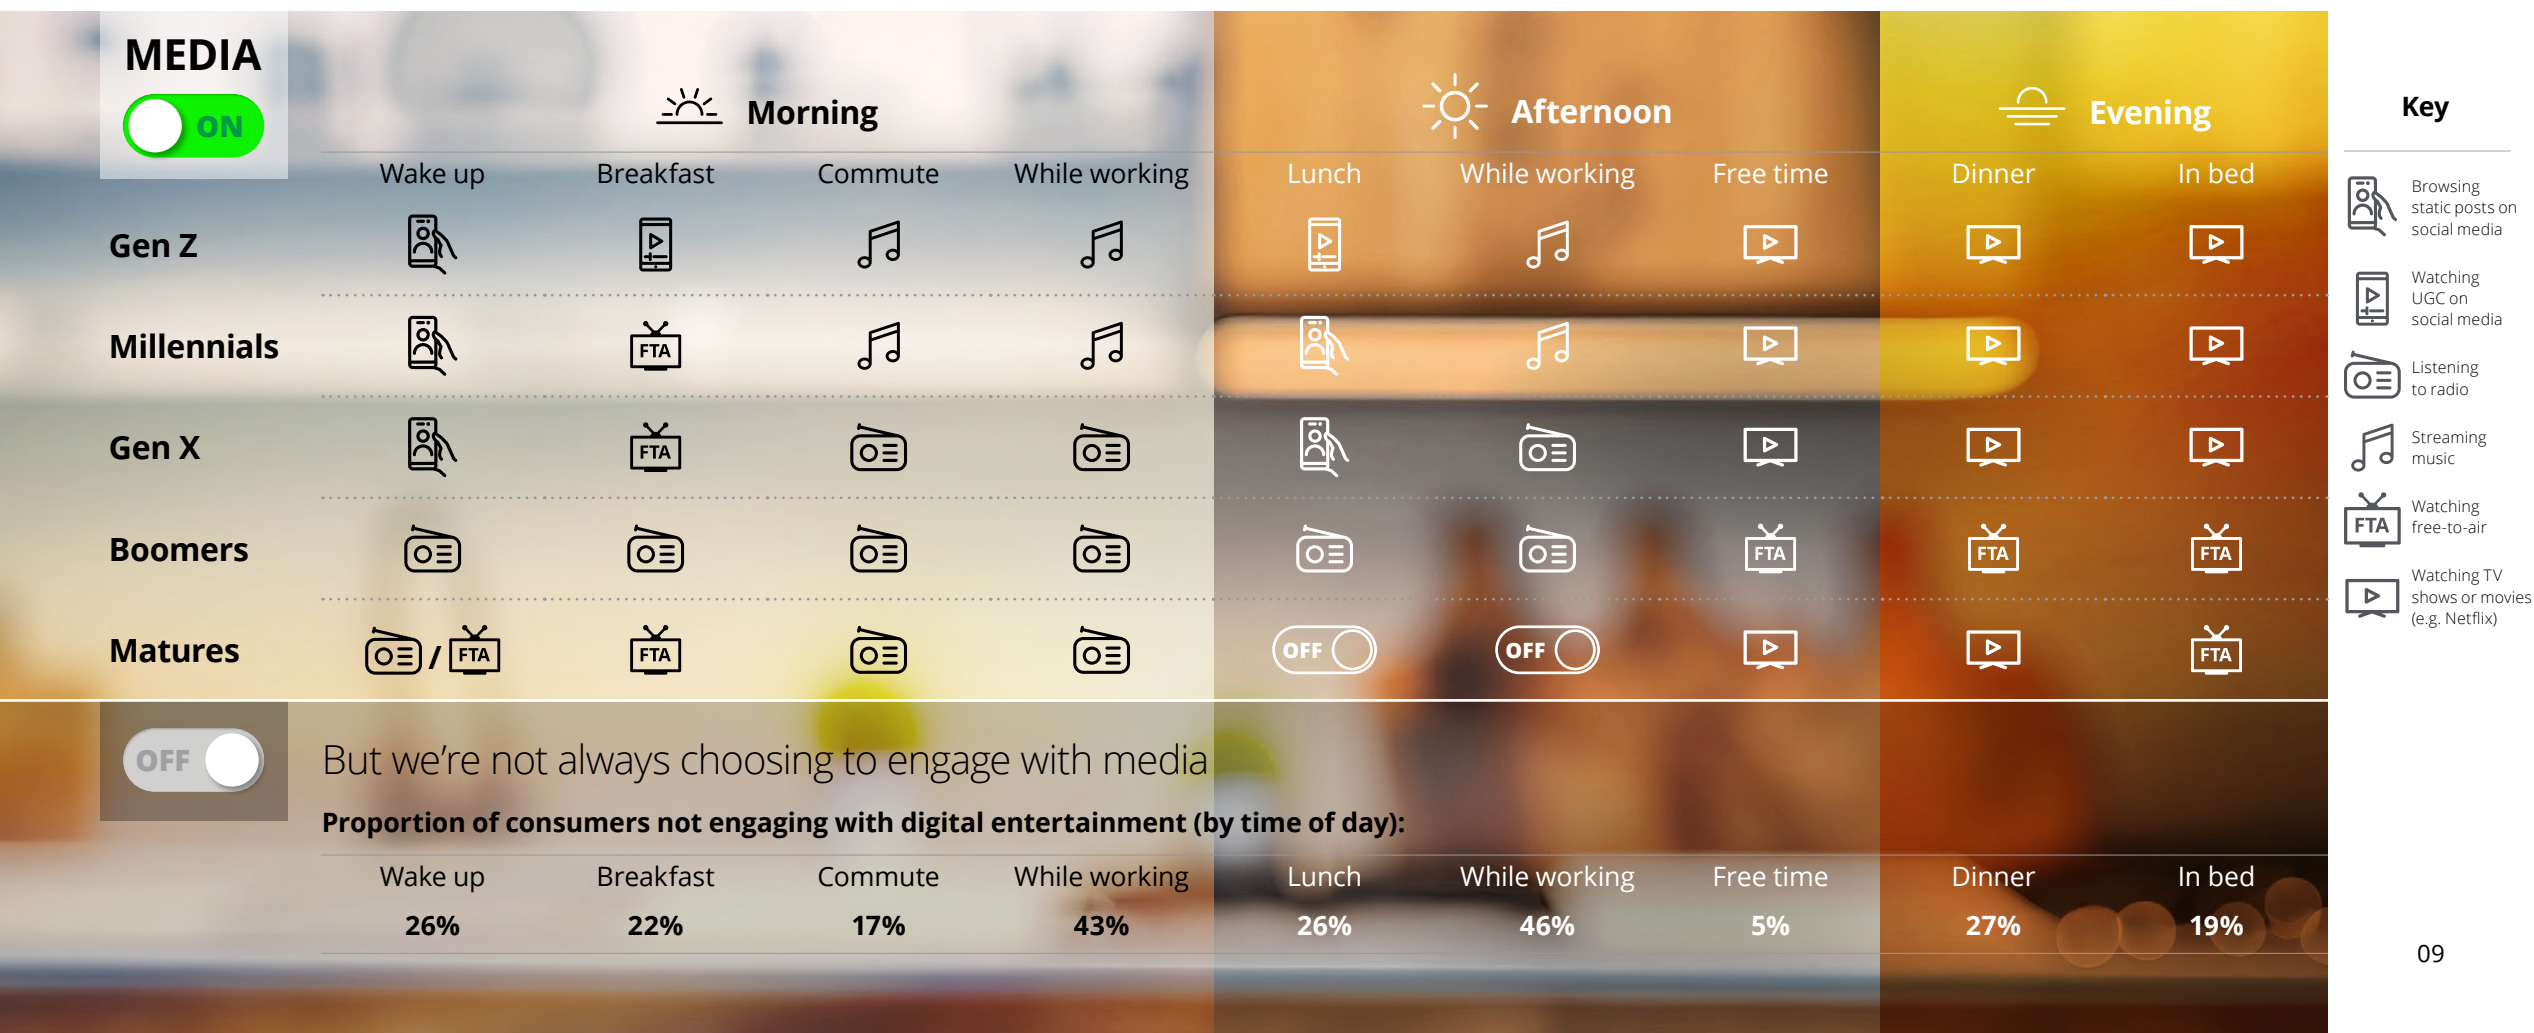 MEDIA
ON
Morning
Afternoon
Evening
Wake up Breakfast Commute While working Lunch While working Free time Dinner In bed
Gen Z
Millennials
FTA
Gen X
FTA
Boomers
FTA FTA FTA
Matures
/ FTA FTA OFF OFF FTA
OFF
But we’re not always choosing to engage with media
Proportion of consumers not engaging with digital entertainment (by time of day):
Wake up Breakfast Commute While working Lunch While working Free time Dinner In bed
26% 22% 17% 43% 26% 46% 5% 27% 19%
Key
Browsing
static posts on
social media
Watching
UGC on
social media
Listening
to radio
Streaming
music
FTA
Watching
free-to-air
Watching TV
shows or movies
(e.g. Netflix)
09